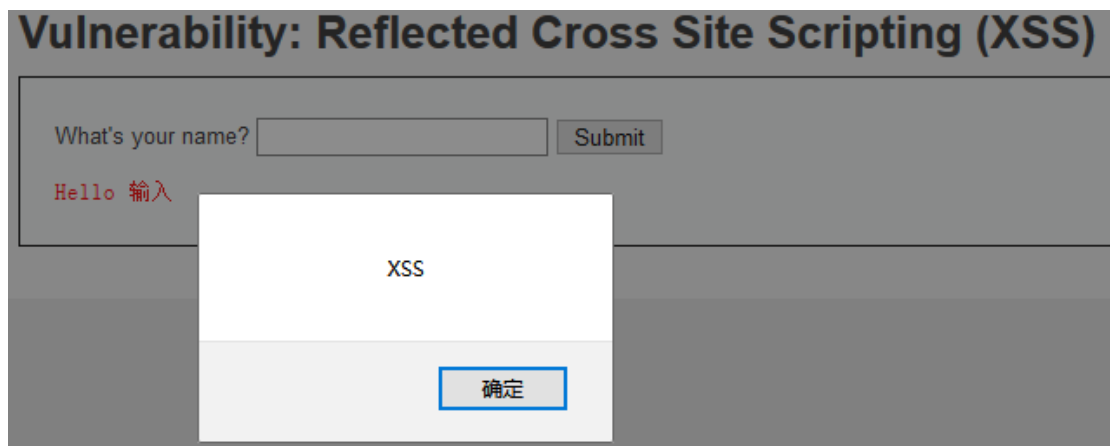 Vulnerability: Reflected Cross Site Scripting (XSS)
What's your name? Submit
Hello 输入
XSS
确定